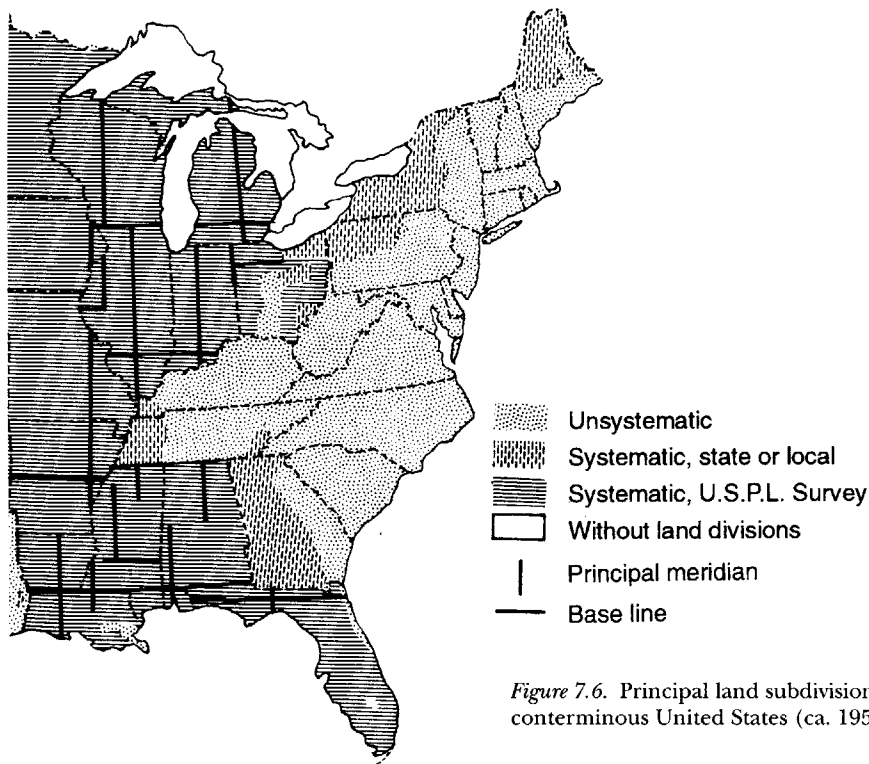 Unsystematic
Systematic, state or local
Systematic, U.S.P.L. Survey
Without land divisions
Principal meridian
Base line
Figure 7.6. Principal land subdivision
conterminous United States (ca. 195